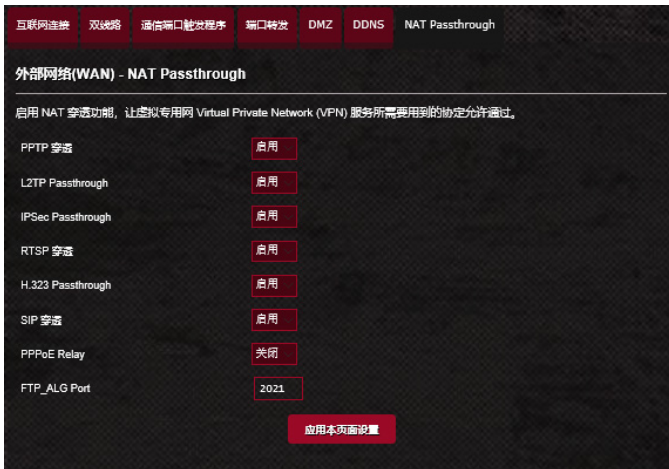 互联网连接 双线路 通信端口触发程序 端口转发 DMZ DDNS NAT Passthrough
外部网络(WAN) - NAT Passthrough
启用 NAT 穿透功能，让虚拟专用网 Virtual Private Network (VPN) 服务所需要用到的协定允许通过。
PPTP 穿透 启用
L2TP Passthrough 启用
IPSec Passthrough 启用
RTSP 穿透 启用
H.323 Passthrough 启用
SIP 穿透 启用
PPPoE Relay 关闭
FTP_ALG Port 2021
应用本页面设置